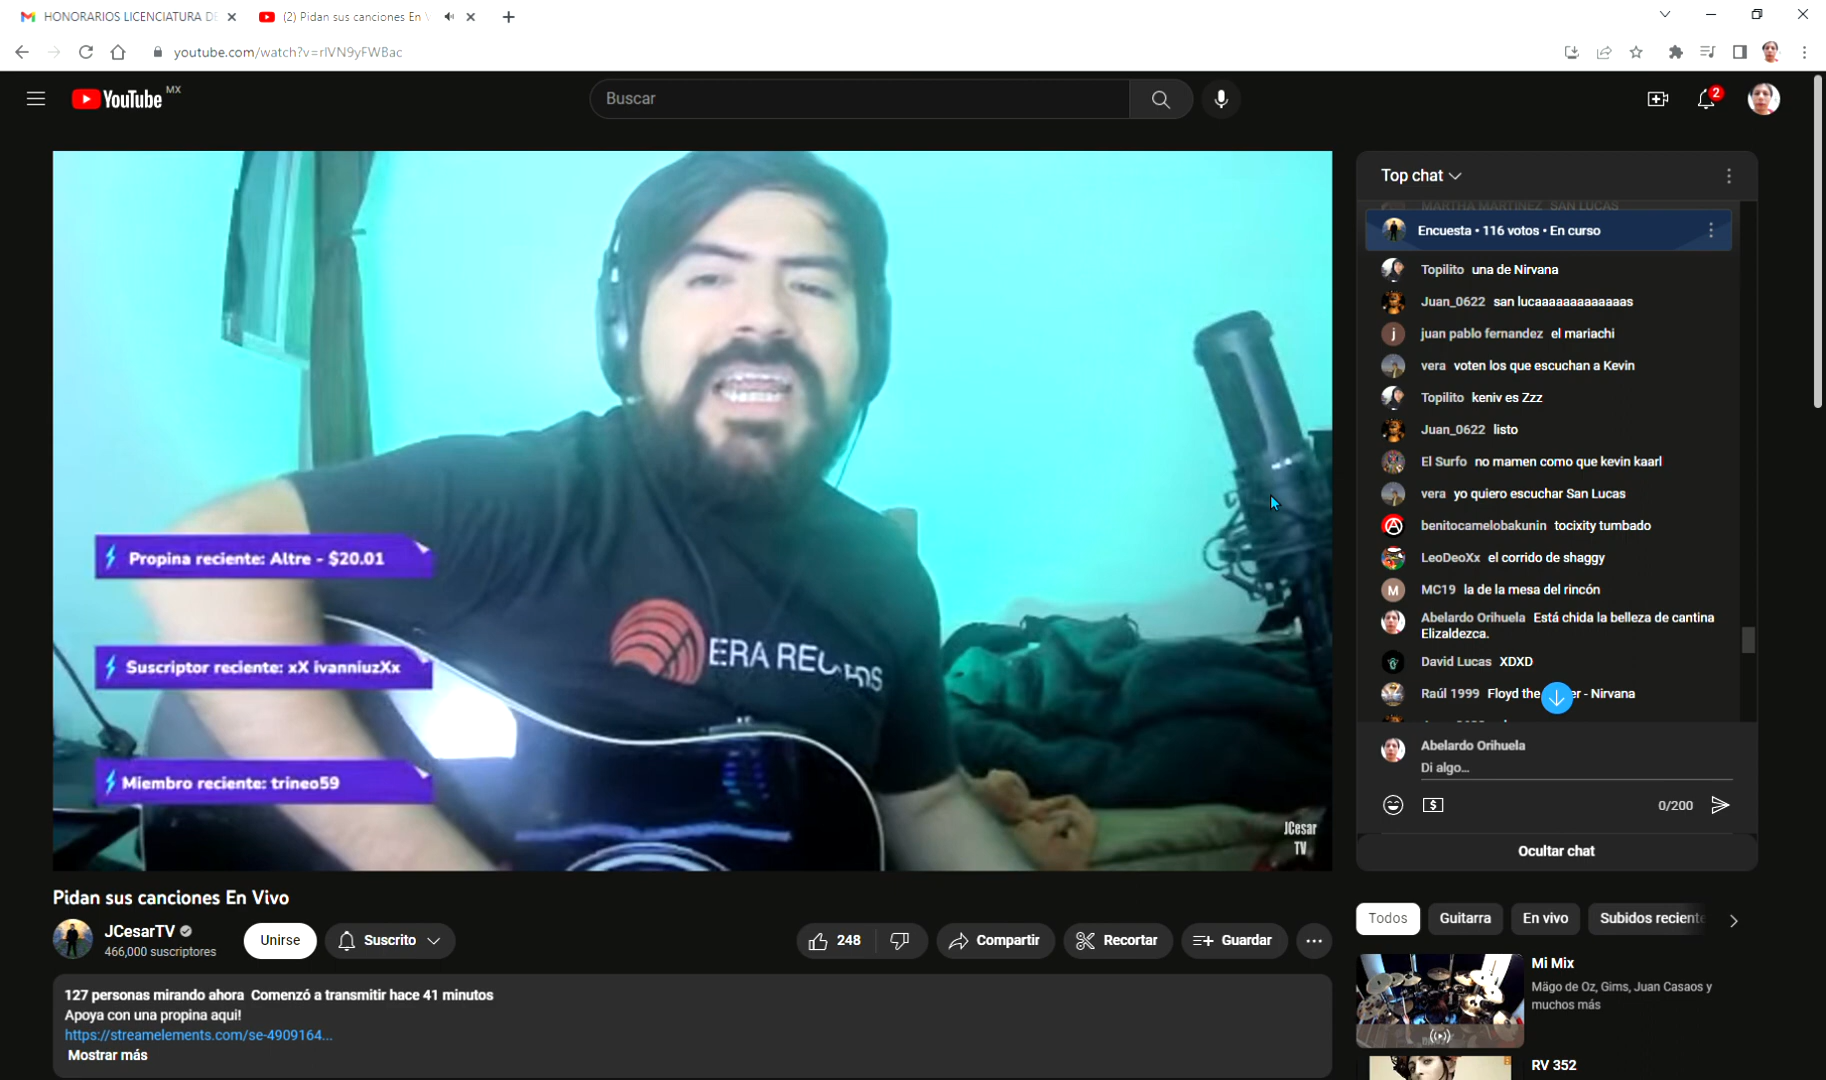 HONORARIOS LICENCIATURA DE
(2) Pidan sus canciones En V
youtube.com/watch?v=rlVN9yFWBac
YouTube MX
Buscar
2
Propina reciente: Altre - $20.01
Suscriptor reciente: xX ivanniuzXx
Miembro reciente: trineo59
ERA RECORDS
JCesar
TV
Top chat
MARTHA MARTINEZ SAN LUCAS
Encuesta • 116 votos • En curso
Topilito una de Nirvana
Juan_0622 san lucaaaaaaaaaaaaas
j juan pablo fernandez el mariachi
vera voten los que escuchan a Kevin
Topilito keniv es Zzz
Juan_0622 listo
El Surfo no mamen como que kevin kaarl
vera yo quiero escuchar San Lucas
benitocamelobakunin tocixity tumbado
LeoDeoXx el corrido de shaggy
M MC19 la de la mesa del rincón
Abelardo Orihuela Está chida la belleza de cantina
Elizaldezca.
David Lucas XDXD
Raúl 1999 Floyd the er - Nirvana
Abelardo Orihuela
Di algo...
0/200
Ocultar chat
Pidan sus canciones En Vivo
JCesarTV
466,000 suscriptores
Unirse
Suscrito
248
Compartir
Recortar
Guardar
127 personas mirando ahora Comenzó a transmitir hace 41 minutos
Apoya con una propina aqui!
https://streamelements.com/se-4909164...
Mostrar más
Todos
Guitarra
En vivo
Subidos reciente
Mi Mix
Mägo de Oz, Gims, Juan Casaos y
muchos más
RV 352